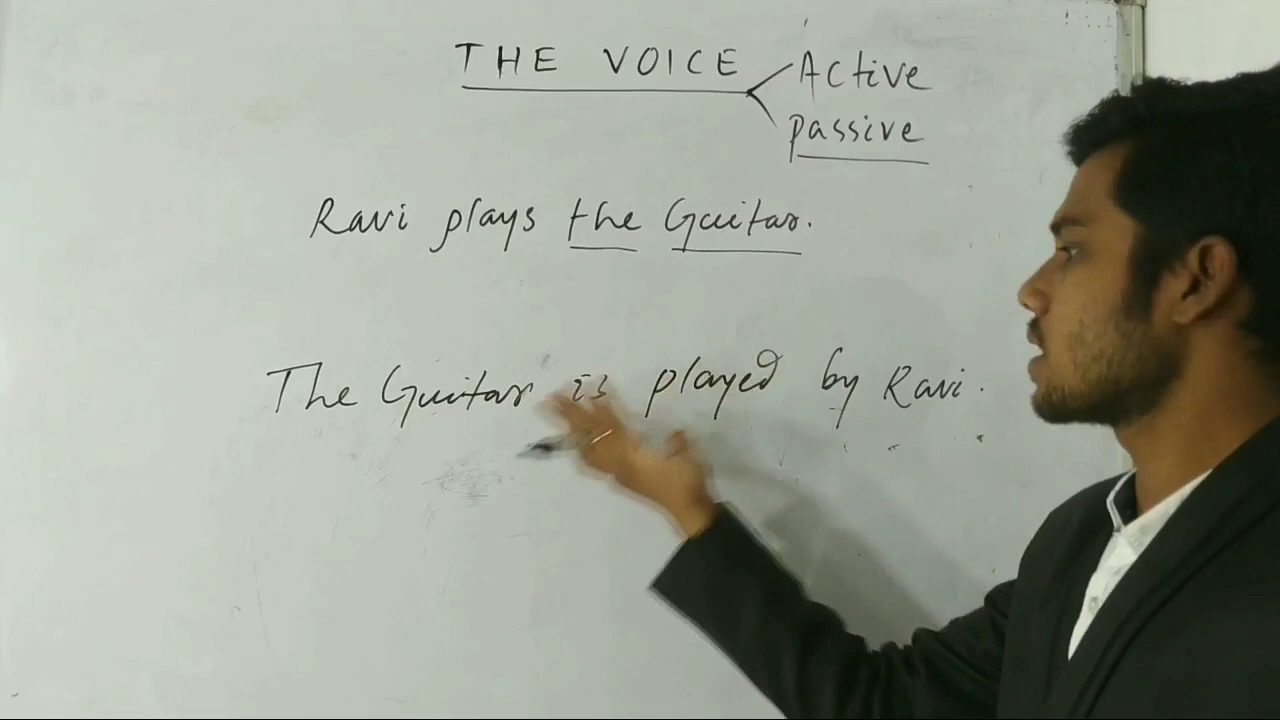 THE VOICE
Active
passive
Ravi plays the Guitar.
The Guitar is played by Ravi.